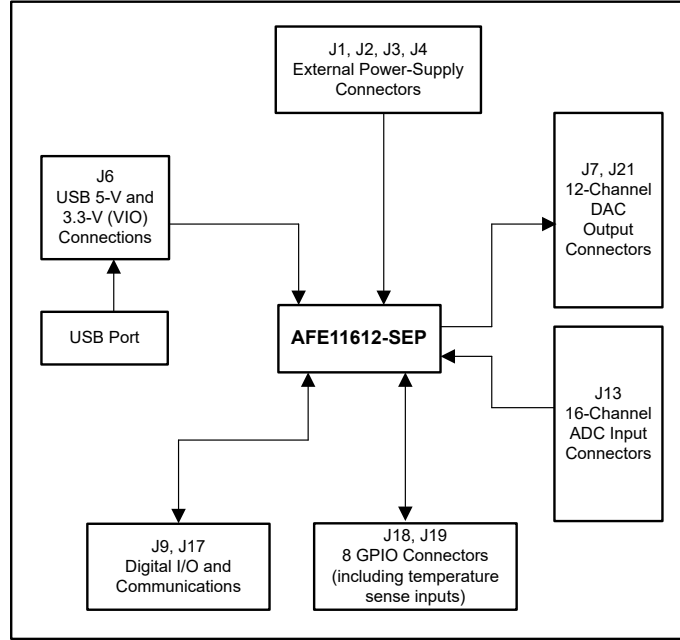 J1, J2, J3, J4
External Power-Supply
Connectors
J6
USB 5-V and
3.3-V (VIO)
Connections
USB Port
AFE11612-SEP
J7, J21
12-Channel
DAC
Output
Connectors
J13
16-Channel
ADC Input
Connectors
J9, J17
Digital I/O and
Communications
J18, J19
8 GPIO Connectors
(including temperature
sense inputs)